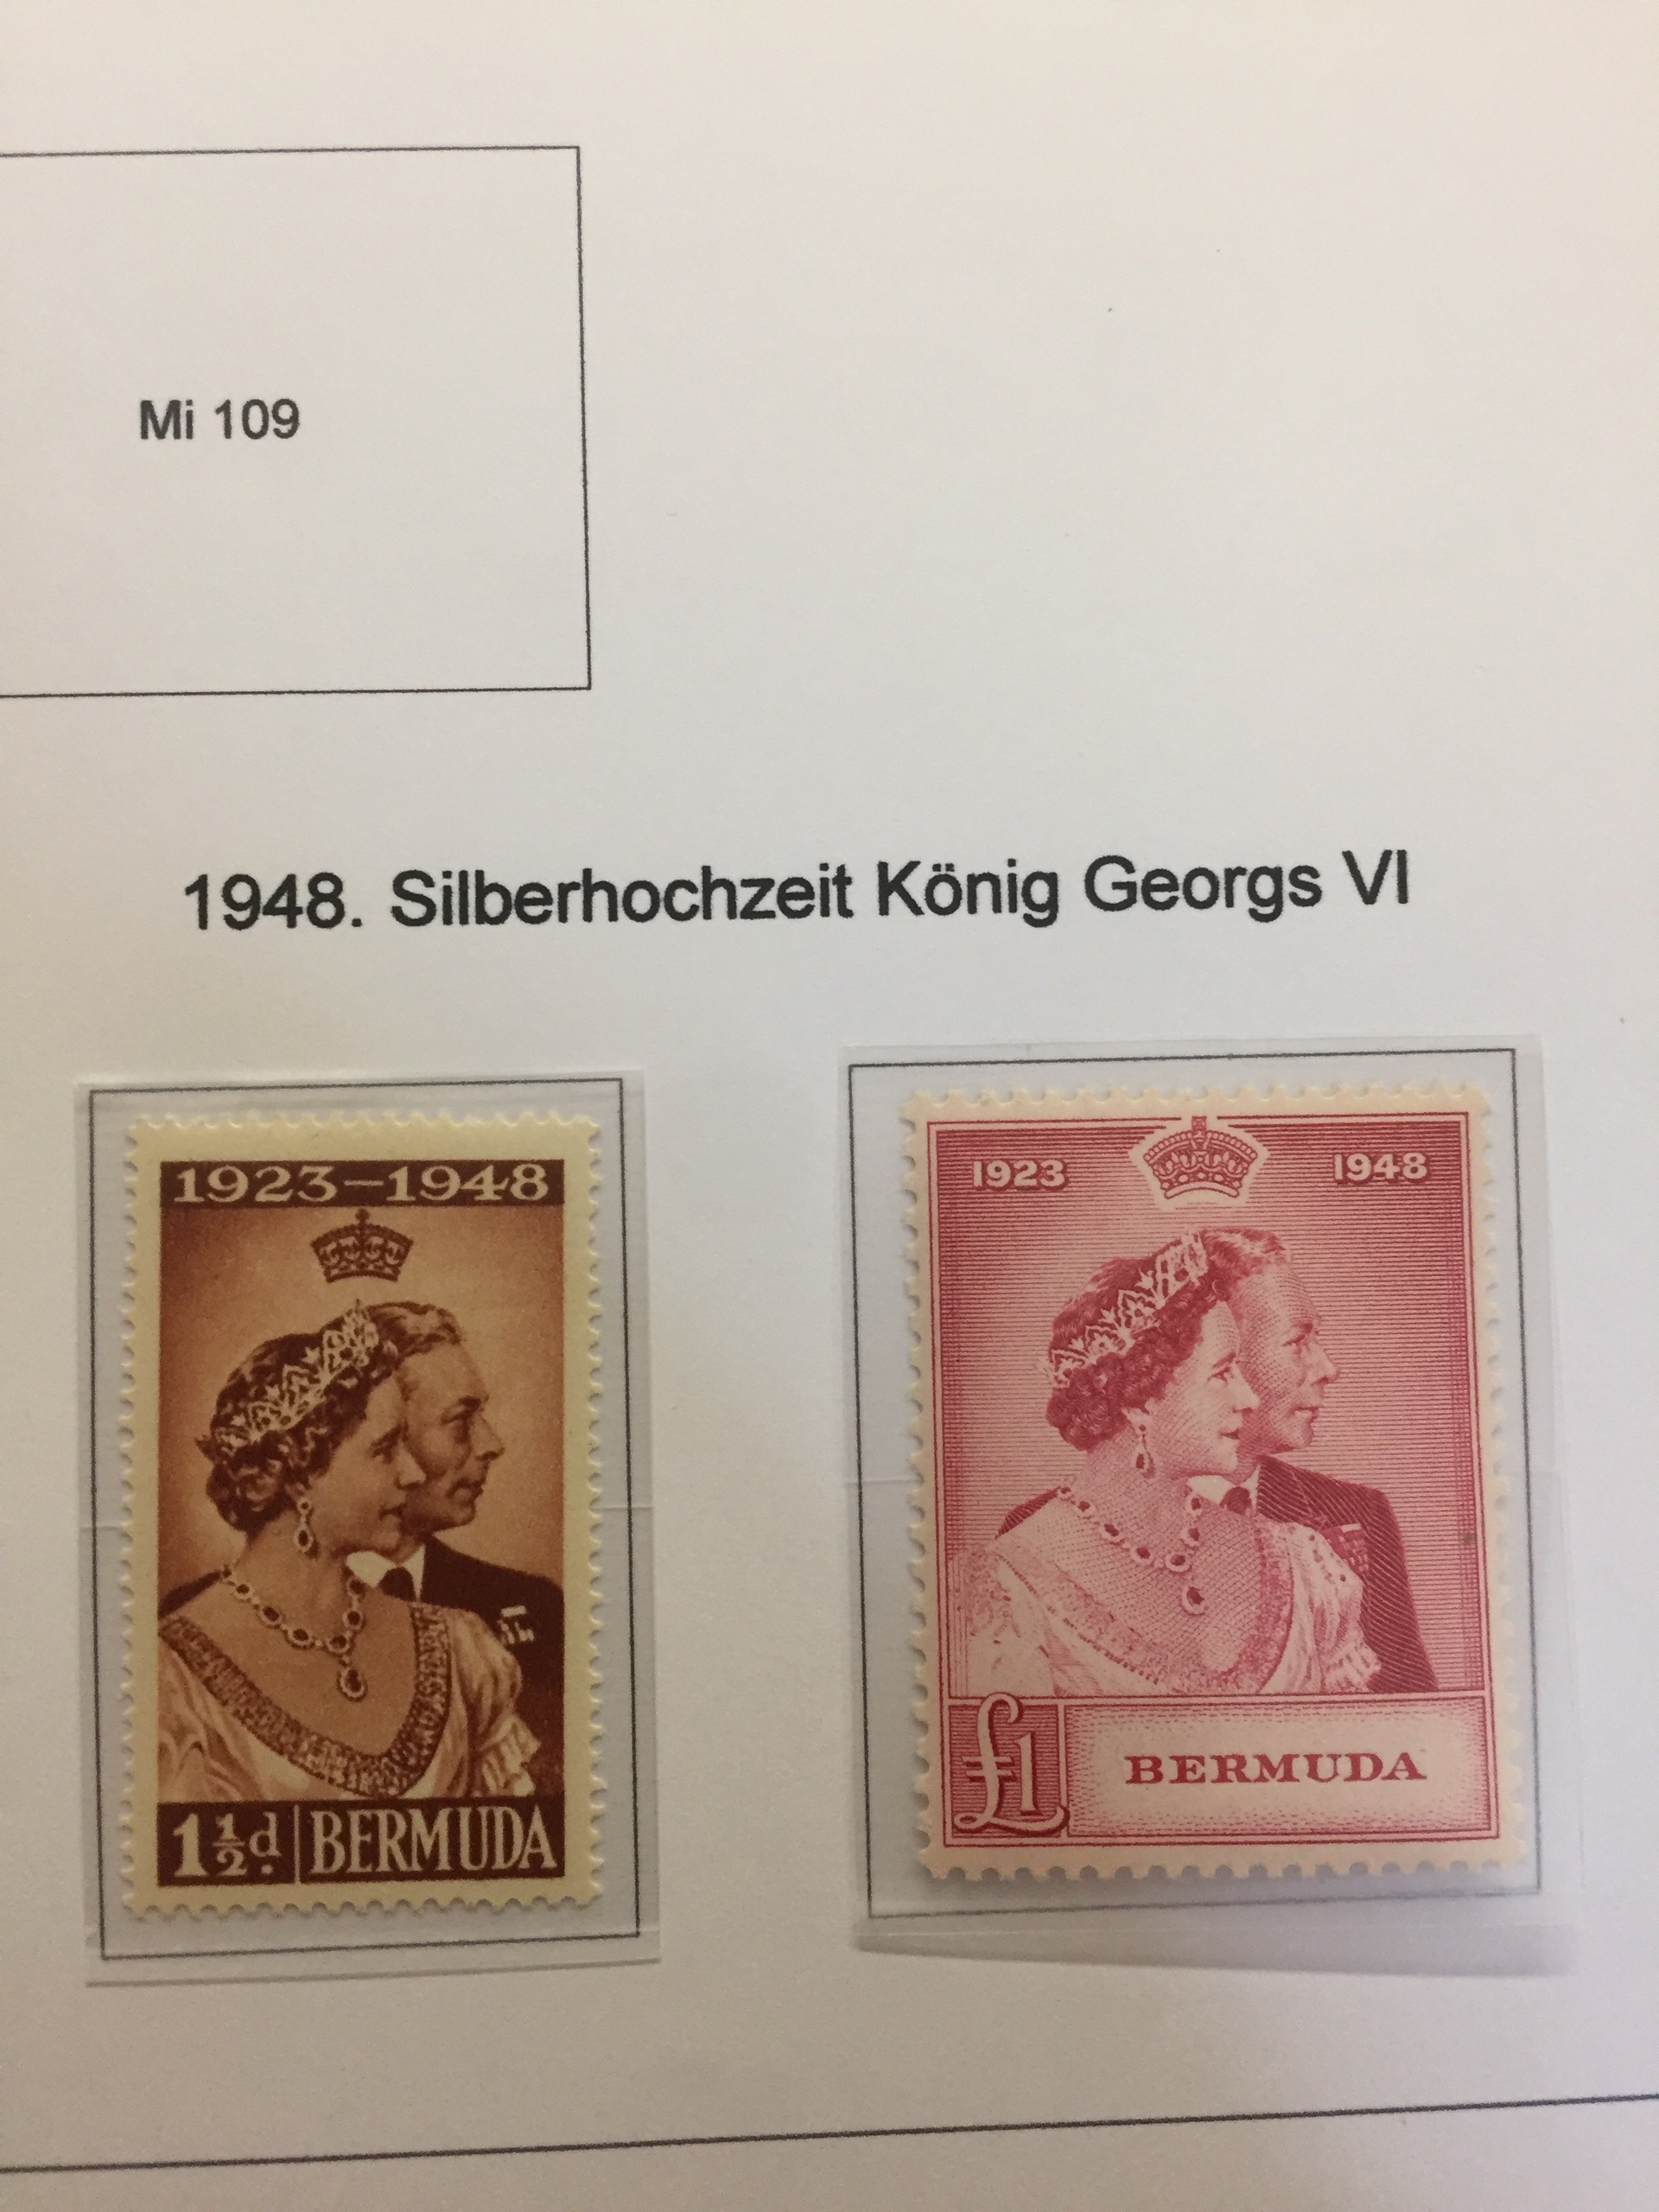 Mi 109
1948. Silberhochzeit König Georgs VI
1923–1948
1½d. BERMUDA
1923 1948
£1 BERMUDA